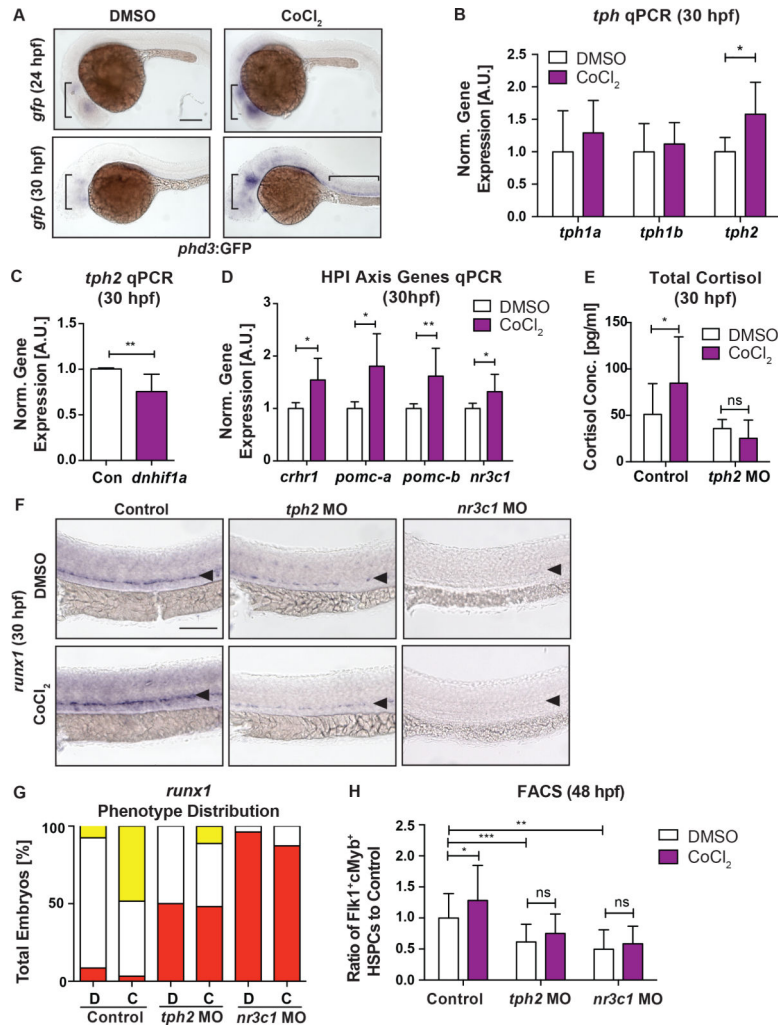 A
DMSO
CoCl2
gfp (24 hpf)
gfp (30 hpf)
phd3:GFP
B
tph qPCR (30 hpf)
Norm. Gene
Expression [A.U.]
2.5
2.0
1.5
1.0
0.5
0.0
DMSO
CoCl2
*
tph1a
tph1b
tph2
C
tph2 qPCR
(30 hpf)
Norm. Gene
Expression [A.U.]
1.5
1.0
0.5
0.0
**
Con
dnhif1a
D
HPI Axis Genes qPCR
(30hpf)
Norm. Gene
Expression [A.U.]
3
2
1
0
DMSO
CoCl2
*
*
**
*
crhr1
pomc-a
pomc-b
nr3c1
E
Total Cortisol
(30 hpf)
Cortisol Conc. [pg/ml]
150
100
50
0
DMSO
CoCl2
*
ns
Control
tph2 MO
F
Control
tph2 MO
nr3c1 MO
runx1 (30 hpf)
DMSO
CoCl2
G
runx1
Phenotype Distribution
Total Embryos [%]
100
50
0
D C D C D C
Control
tph2 MO
nr3c1 MO
H
FACS (48 hpf)
Ratio of Flk1+cMyb+
HSPCs to Control
2.5
2.0
1.5
1.0
0.5
0.0
**
***
*
ns
ns
DMSO
CoCl2
Control
tph2 MO
nr3c1 MO